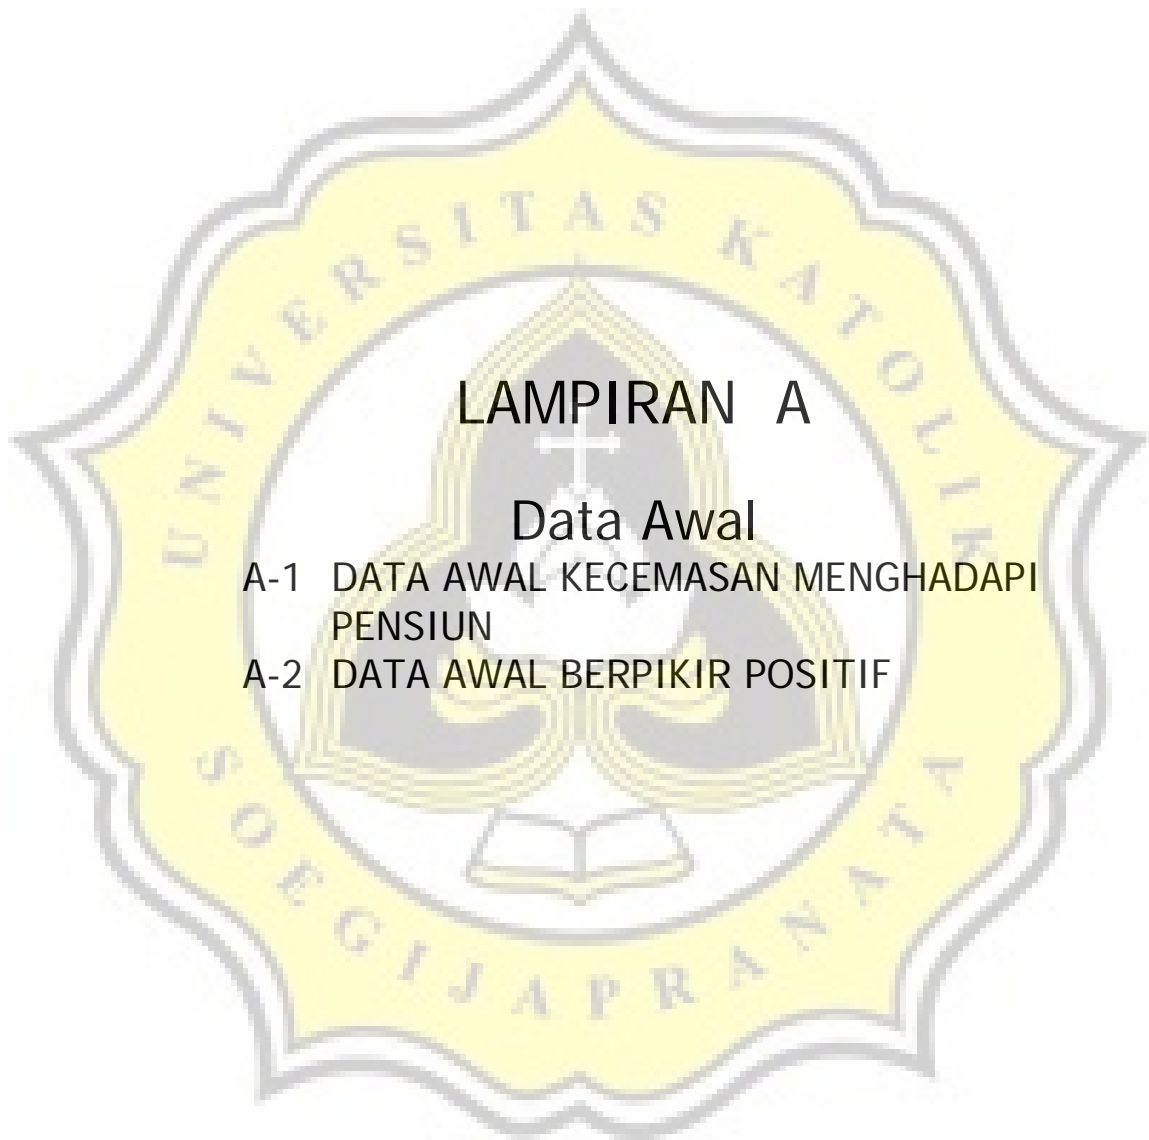 UNIVERSITAS KATOLIK
LAMPIRAN A
Data Awal
A-1 DATA AWAL KECEMASAN MENGHADAPI
PENSIUN
A-2 DATA AWAL BERPIKIR POSITIF
SOEGIJAPRANATA